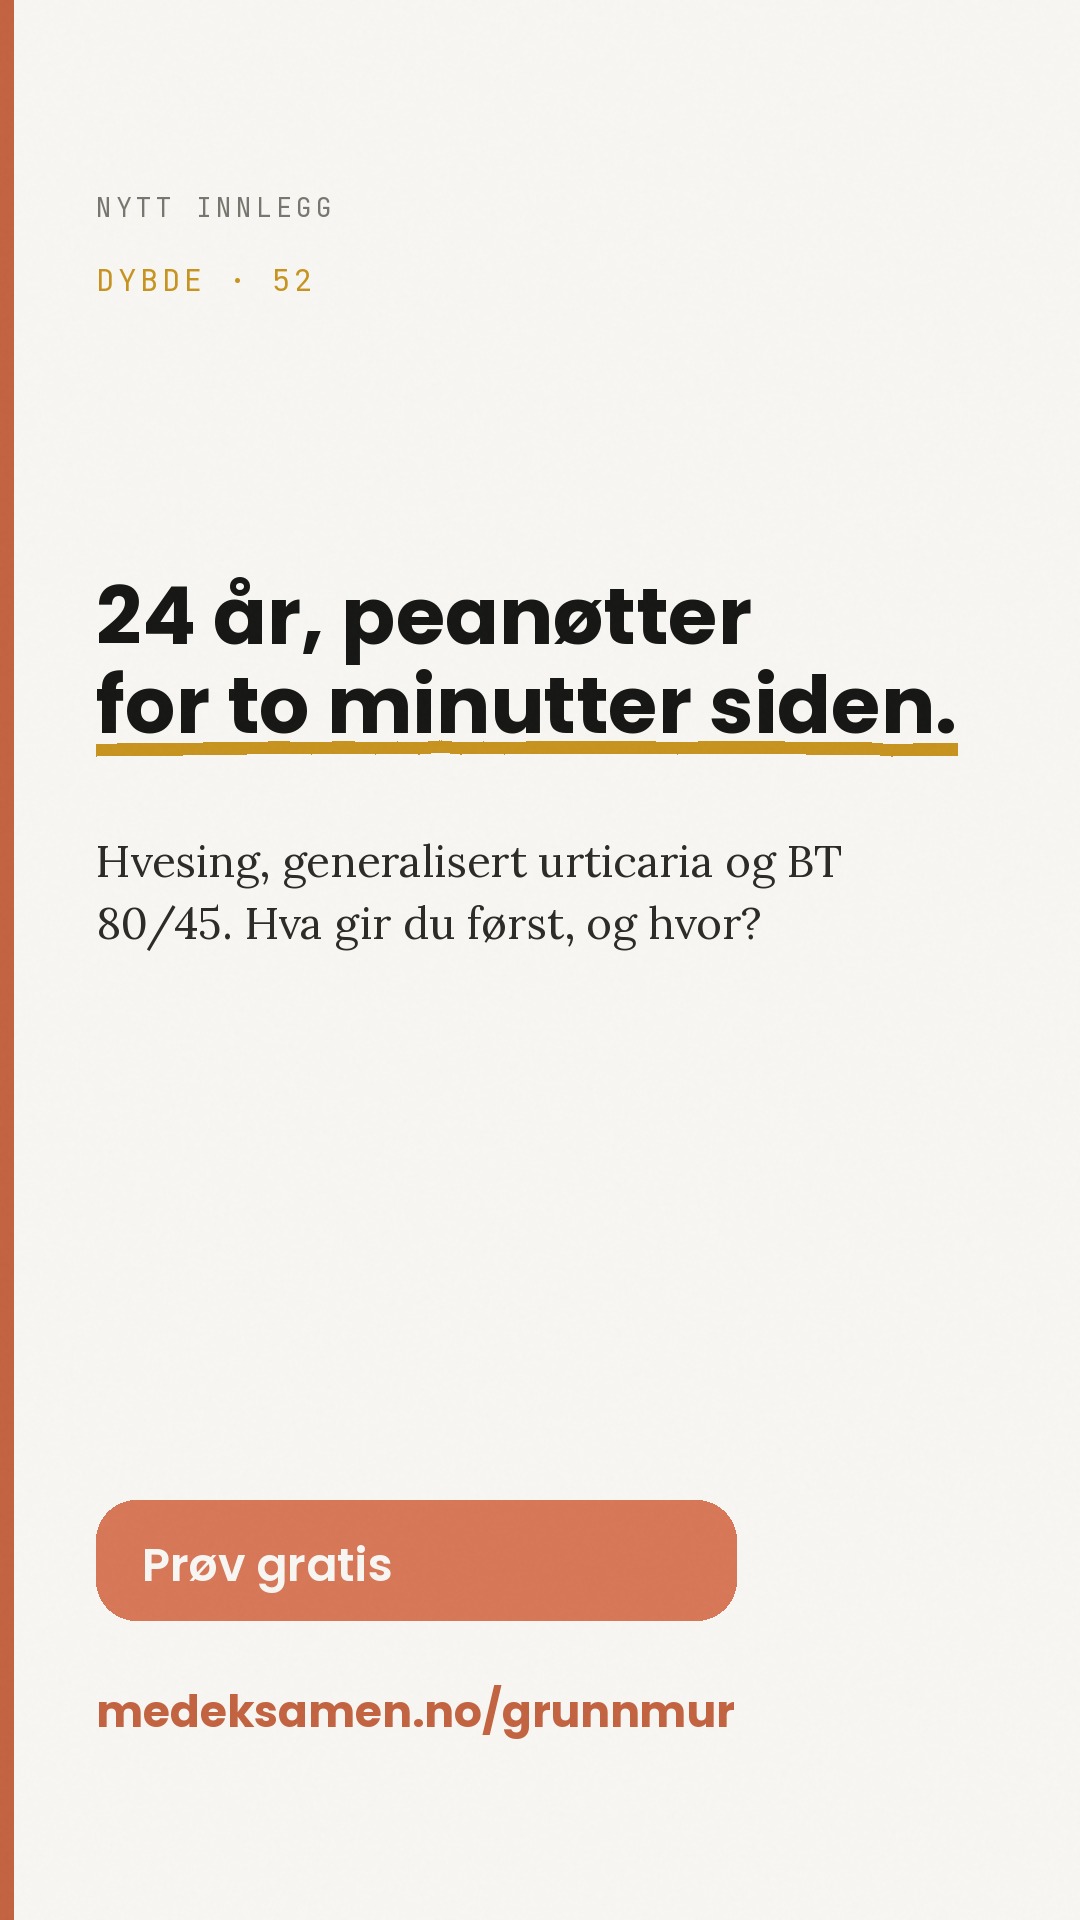 NYTT INNLEGG
DYBDE · 52
24 år, peanøtter
for to minutter siden.
Hvesing, generalisert urticaria og BT
80/45. Hva gir du først, og hvor?
Prøv gratis
medeksamen.no/grunnmur